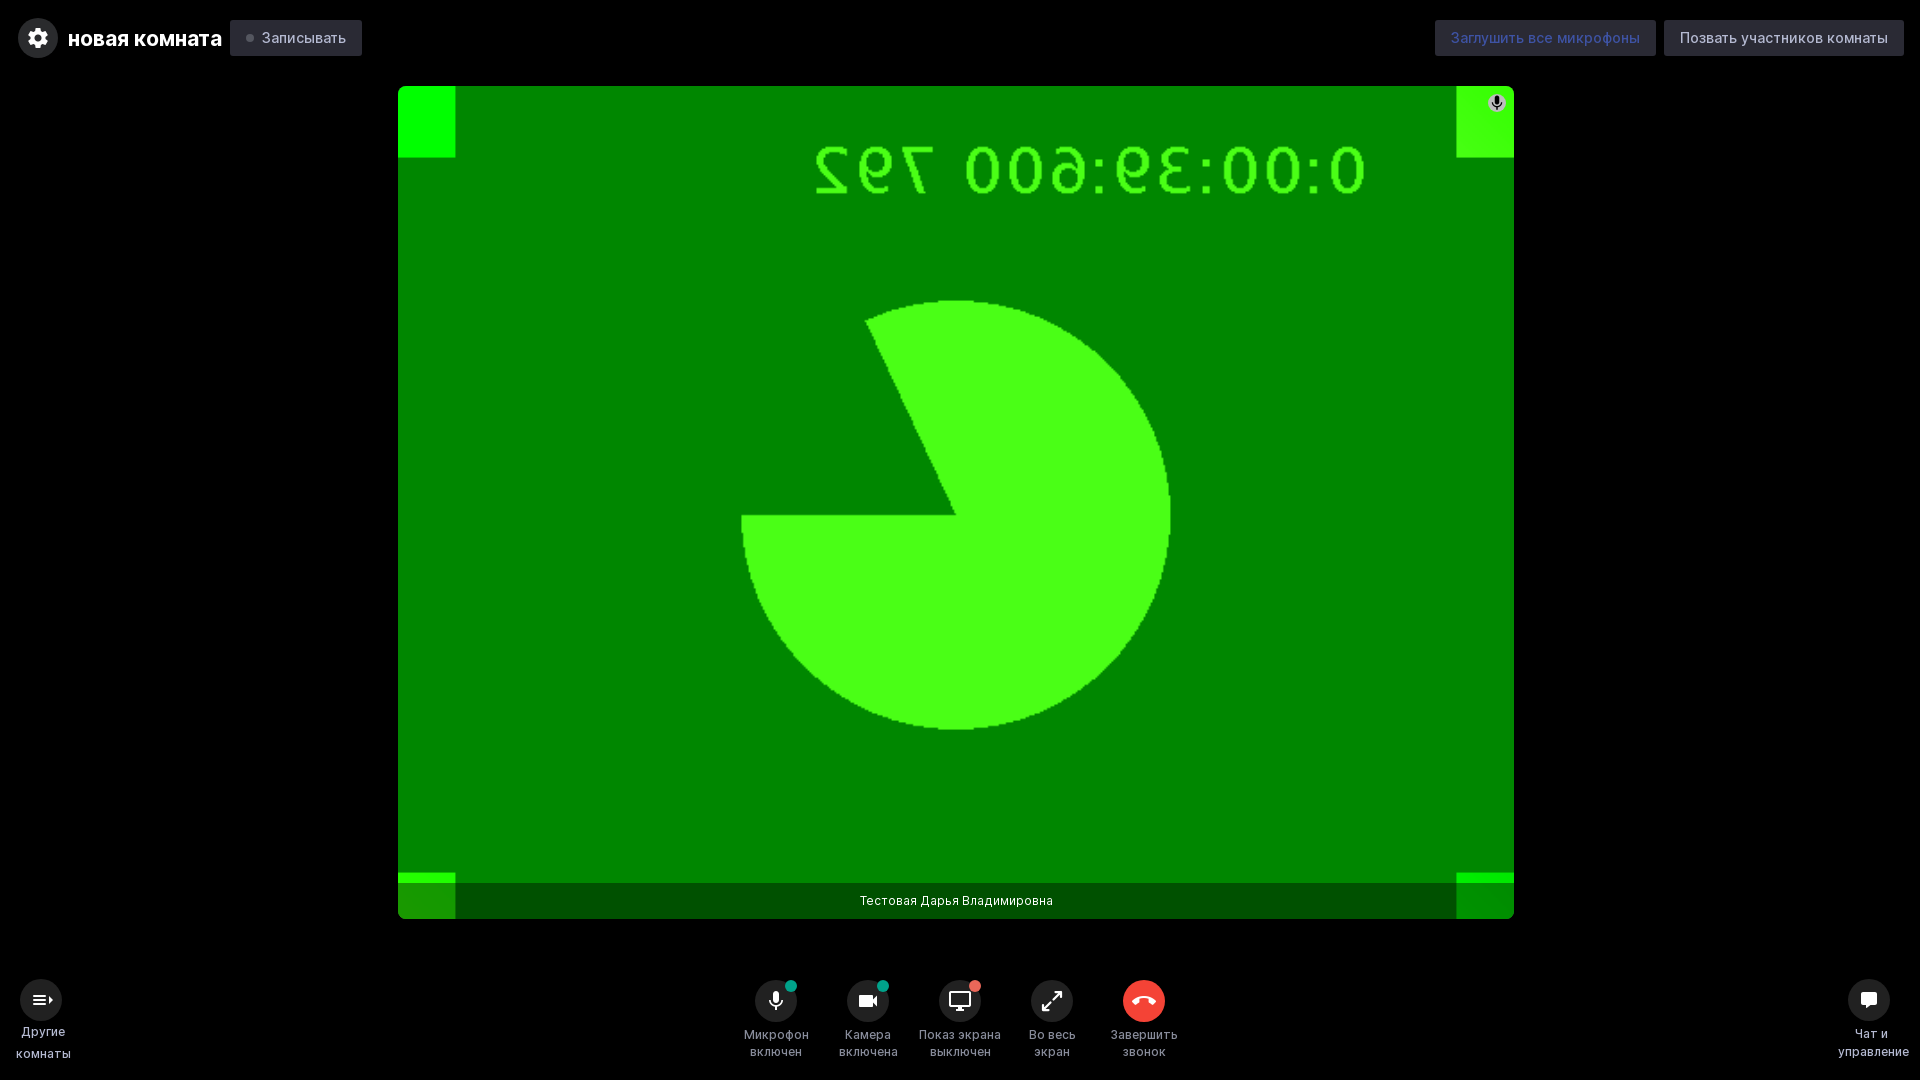 новая комната
Записывать
Заглушить все микрофоны
Позвать участников комнаты
0:00:39:600 792
Тестовая Дарья Владимировна
Другие
комнаты
Микрофон
включен
Камера
включена
Показ экрана
выключен
Во весь
экран
Завершить
звонок
Чат и
управление